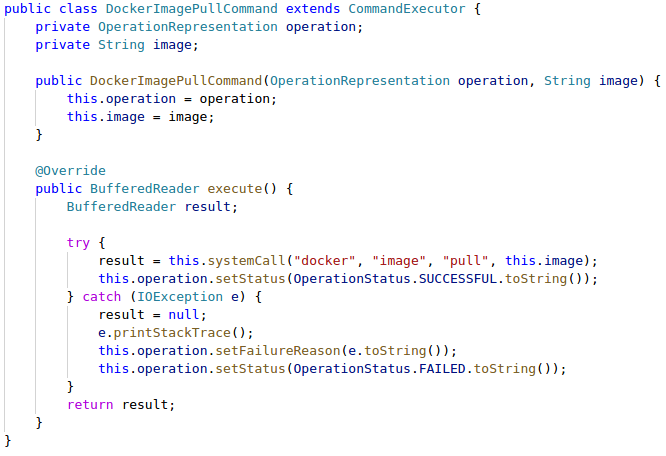 public class DockerImagePullCommand extends CommandExecutor {
    private OperationRepresentation operation;
    private String image;

    public DockerImagePullCommand(OperationRepresentation operation, String image) {
        this.operation = operation;
        this.image = image;
    }

    @Override
    public BufferedReader execute() {
        BufferedReader result;

        try {
            result = this.systemCall("docker", "image", "pull", this.image);
            this.operation.setStatus(OperationStatus.SUCCESSFUL.toString());
        } catch (IOException e) {
            result = null;
            e.printStackTrace();
            this.operation.setFailureReason(e.toString());
            this.operation.setStatus(OperationStatus.FAILED.toString());
        }
        return result;
    }
}